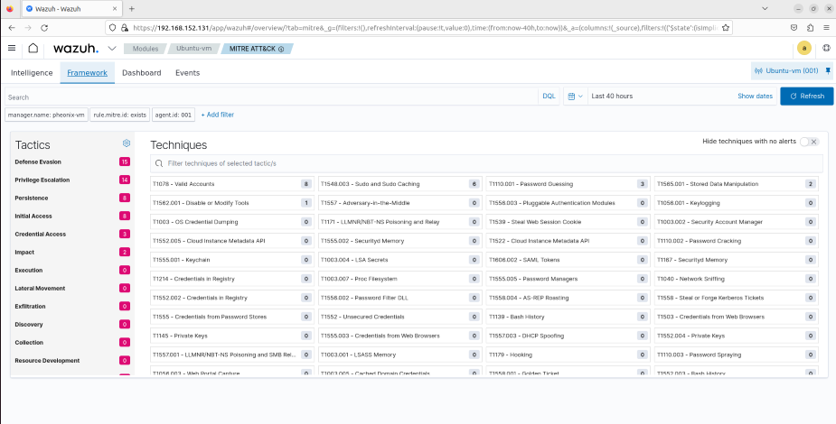 Wazuh - Wazuh
https://192.168.152.131/app/wazuh#/overview/?tab=mitre&_g=(filters:!(),refreshInterval:(pause:!t,value:0),time:(from:now-40h,to:now))&_a=(columns:!(_source),filters:!(('$state':(isImpl
wazuh. Modules Ubuntu-vm MITRE ATT&CK a
Intelligence Framework Dashboard Events Ubuntu-vm (001)
Search DQL Last 40 hours Show dates Refresh
manager.name: pheonix-vm rule.mitre.id: exists agent.id: 001 + Add filter
Tactics Techniques Hide techniques with no alerts
Filter techniques of selected tactic/s
Defense Evasion 15
Privilege Escalation 14
Persistence 8
Initial Access 8
Credential Access 3
Impact 2
Execution 0
Lateral Movement 0
Exfiltration 0
Discovery 0
Collection 0
Resource Development 0
T1078 - Valid Accounts 8 T1548.003 - Sudo and Sudo Caching 6 T1110.001 - Password Guessing 3 T1565.001 - Stored Data Manipulation 2
T1562.001 - Disable or Modify Tools 1 T1557 - Adversary-in-the-Middle 0 T1556.003 - Pluggable Authentication Modules 0 T1056.001 - Keylogging 0
T1003 - OS Credential Dumping 0 T1171 - LLMNR/NBT-NS Poisoning and Relay 0 T1539 - Steal Web Session Cookie 0 T1003.002 - Security Account Manager 0
T1552.005 - Cloud Instance Metadata API 0 T1555.002 - Securityd Memory 0 T1522 - Cloud Instance Metadata API 0 T1110.002 - Password Cracking 0
T1555.001 - Keychain 0 T1003.004 - LSA Secrets 0 T1606.002 - SAML Tokens 0 T1167 - Securityd Memory 0
T1214 - Credentials in Registry 0 T1003.007 - Proc Filesystem 0 T1555.005 - Password Managers 0 T1040 - Network Sniffing 0
T1552.002 - Credentials in Registry 0 T1556.002 - Password Filter DLL 0 T1558.004 - AS-REP Roasting 0 T1558 - Steal or Forge Kerberos Tickets 0
T1555 - Credentials from Password Stores 0 T1552 - Unsecured Credentials 0 T1139 - Bash History 0 T1503 - Credentials from Web Browsers 0
T1145 - Private Keys 0 T1555.003 - Credentials from Web Browsers 0 T1557.003 - DHCP Spoofing 0 T1552.004 - Private Keys 0
T1557.001 - LLMNR/NBT-NS Poisoning and SMB Rel... 0 T1003.001 - LSASS Memory 0 T1179 - Hooking 0 T1110.003 - Password Spraying 0
T1056.003 - Web Portal Capture 0 T1003.005 - Cached Domain Credentials 0 T1558.001 - Golden Ticket 0 T1552.003 - Bash History 0